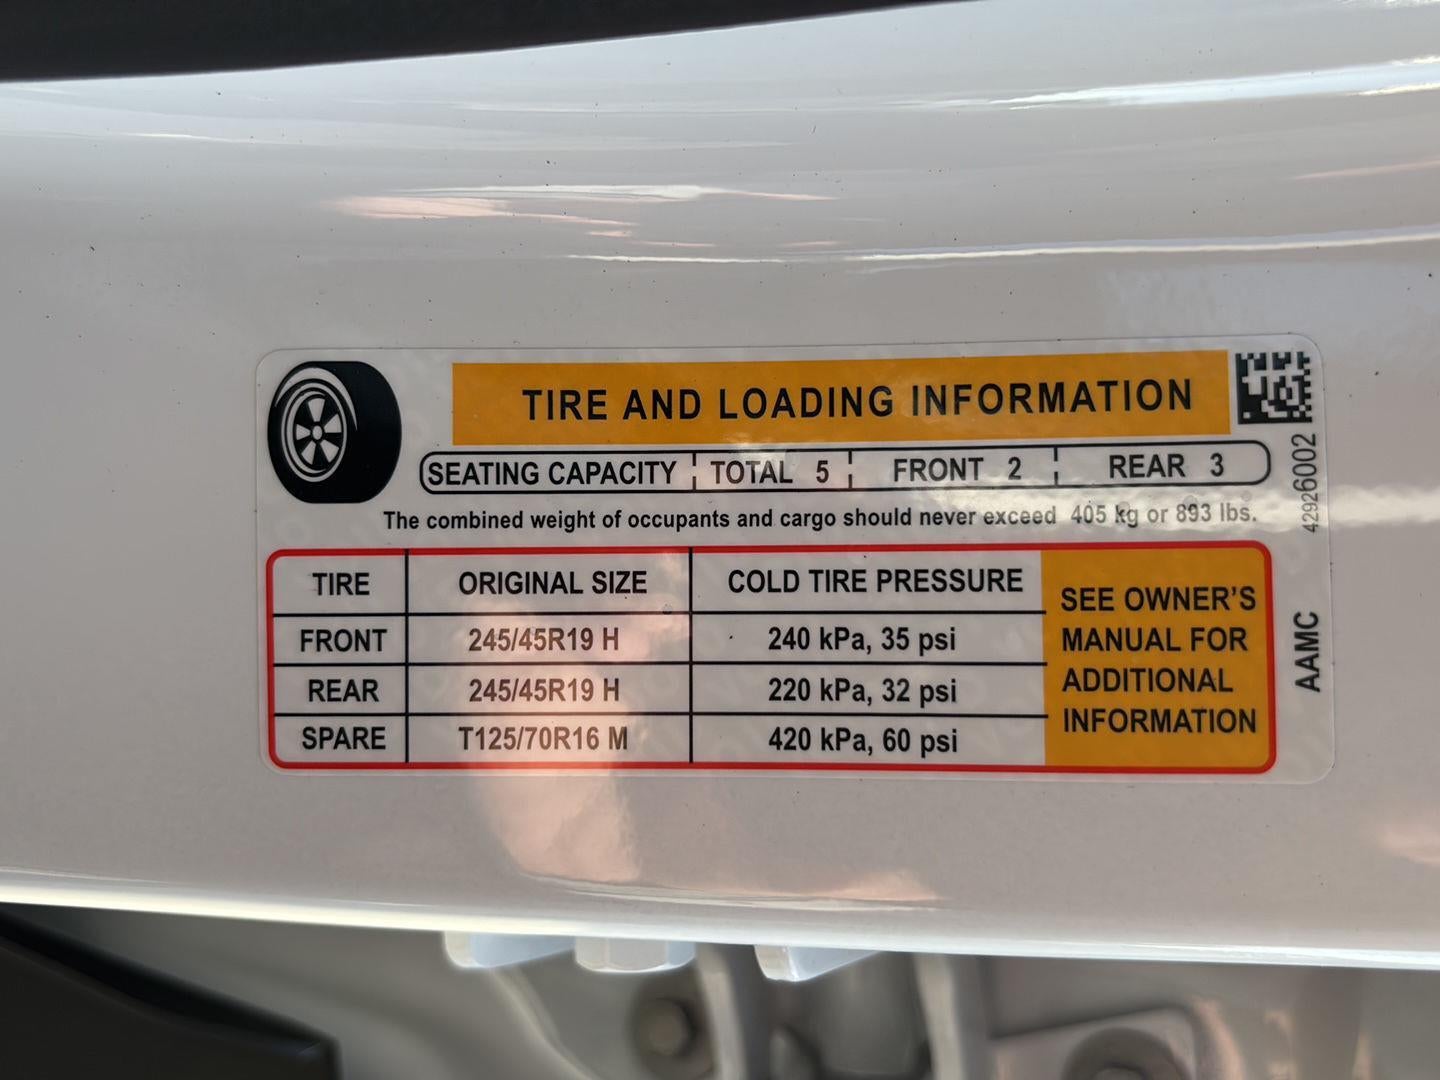 TIRE AND LOADING INFORMATION
SEATING CAPACITY TOTAL 5 FRONT 2 REAR 3
The combined weight of occupants and cargo should never exceed 405 kg or 893 lbs.
TIRE ORIGINAL SIZE COLD TIRE PRESSURE
FRONT 245/45R19 H 240 kPa, 35 psi
REAR 245/45R19 H 220 kPa, 32 psi
SPARE T125/70R16 M 420 kPa, 60 psi
SEE OWNER'S
MANUAL FOR
ADDITIONAL
INFORMATION
42926002
AAMC